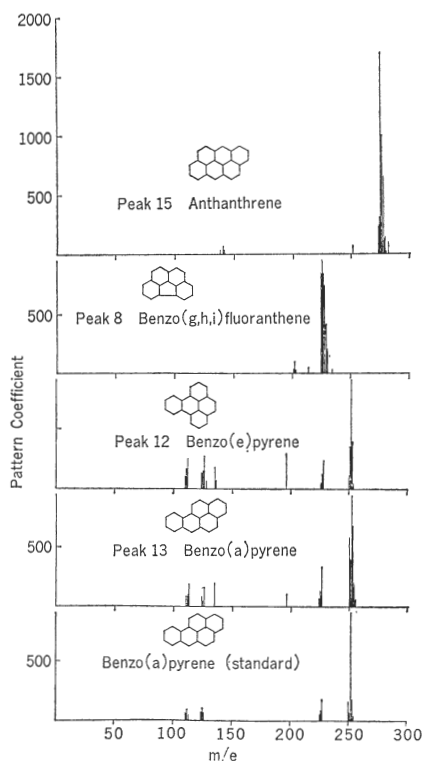 2000
1500
1000
500
Peak 15 Anthanthrene
500
Peak 8 Benzo(g,h,i)fluoranthene
Peak 12 Benzo(e)pyrene
500
Peak 13 Benzo(a)pyrene
500
Benzo(a)pyrene (standard)
Pattern Coefficient
50 100 150 200 250 300
m/e